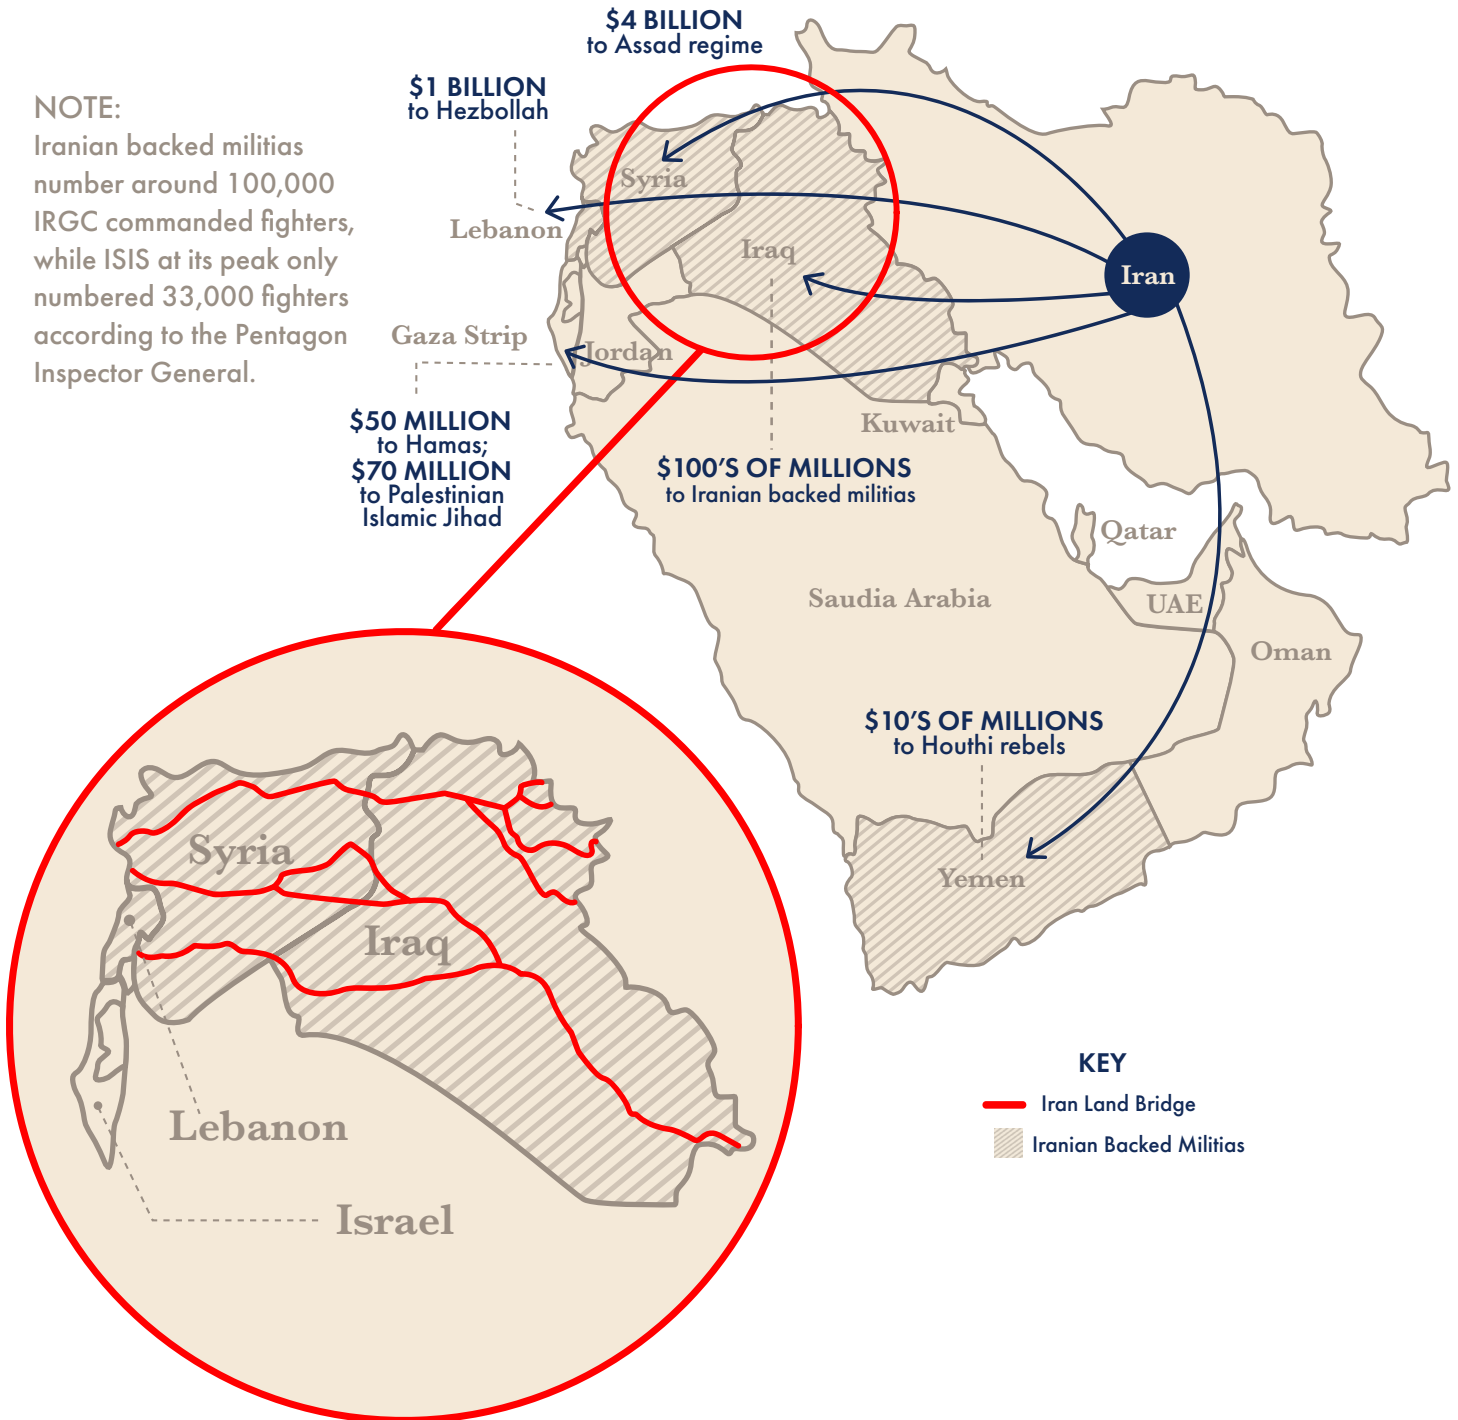 $4 BILLION
to Assad regime
$1 BILLION
to Hezbollah
NOTE:
Iranian backed militias
number around 100,000
IRGC commanded fighters,
while ISIS at its peak only
numbered 33,000 fighters
according to the Pentagon
Inspector General.
Syria
Lebanon
Iraq
Iran
Gaza Strip
Jordan
$50 MILLION
to Hamas;
$70 MILLION
to Palestinian
Islamic Jihad
Kuwait
$100'S OF MILLIONS
to Iranian backed militias
Qatar
Saudia Arabia
UAE
Oman
$10'S OF MILLIONS
to Houthi rebels
Yemen
Syria
Iraq
Lebanon
Israel
KEY
Iran Land Bridge
Iranian Backed Militias